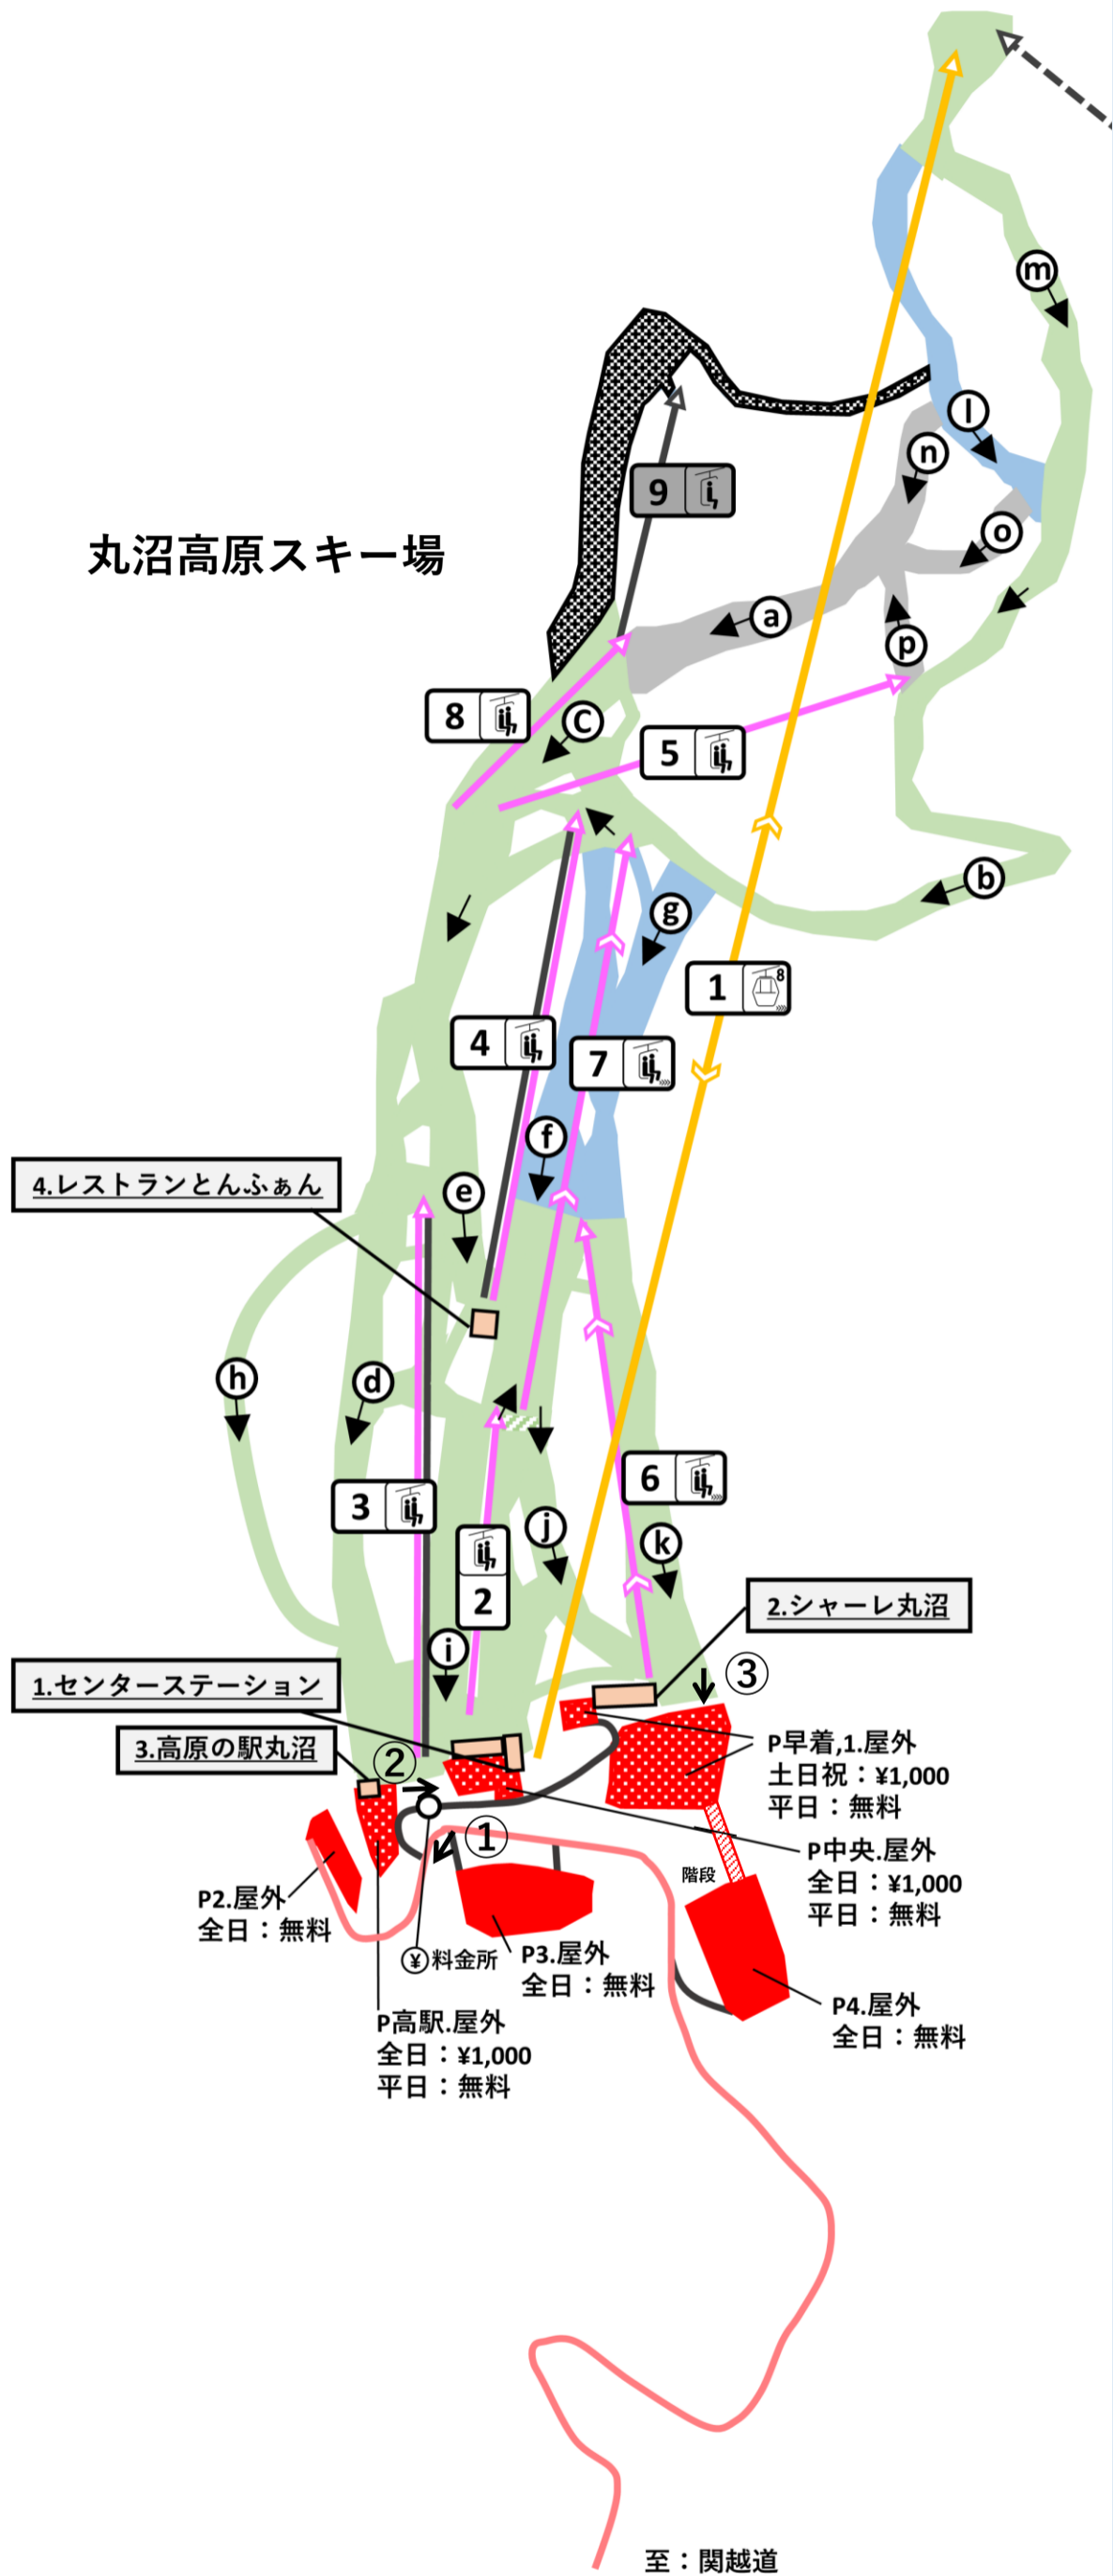 m
l
n
9
o
丸沼高原スキー場
a
p
8
C
5
b
g
1
8
4
7
f
4.レストランとんふぁん
e
h
d
6
3
j
k
2
2.シャーレ丸沼
i
1.センターステーション
③
3.高原の駅丸沼
②
P早着,1.屋外
土日祝：¥1,000
平日：無料
①
P中央.屋外
全日：¥1,000
平日：無料
階段
P2.屋外
全日：無料
¥料金所
P3.屋外
全日：無料
P4.屋外
全日：無料
P高駅.屋外
全日：¥1,000
平日：無料
至：関越道